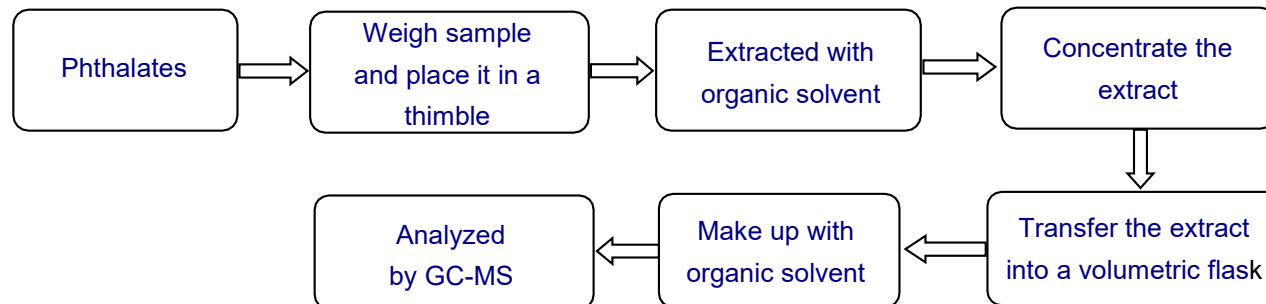 Phthalates
Weigh sample
and place it in a
thimble
Extracted with
organic solvent
Concentrate the
extract
Transfer the extract
into a volumetric flask
Make up with
organic solvent
Analyzed
by GC-MS